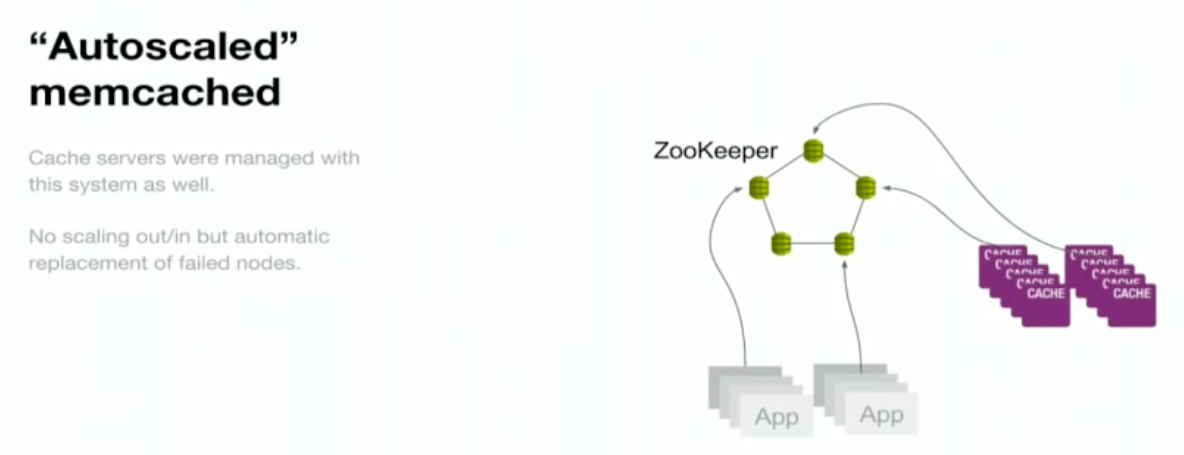 “Autoscaled”
memcached
Cache servers were managed with
this system as well.
No scaling out/in but automatic
replacement of failed nodes.
ZooKeeper
CACHE
CACHE
CACHE
CACHE
CACHE
CACHE
CACHE
CACHE
CACHE
CACHE
App
App